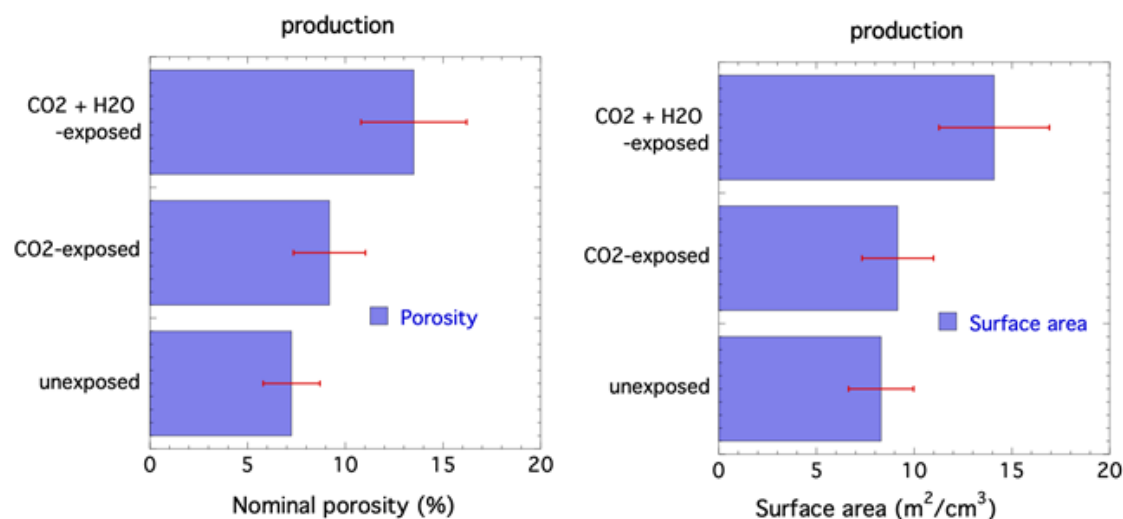 production
CO2 + H2O
-exposed
CO2-exposed
unexposed
Porosity
0 5 10 15 20
Nominal porosity (%)
production
CO2 + H2O
-exposed
CO2-exposed
unexposed
Surface area
0 5 10 15 20
Surface area (m²/cm³)